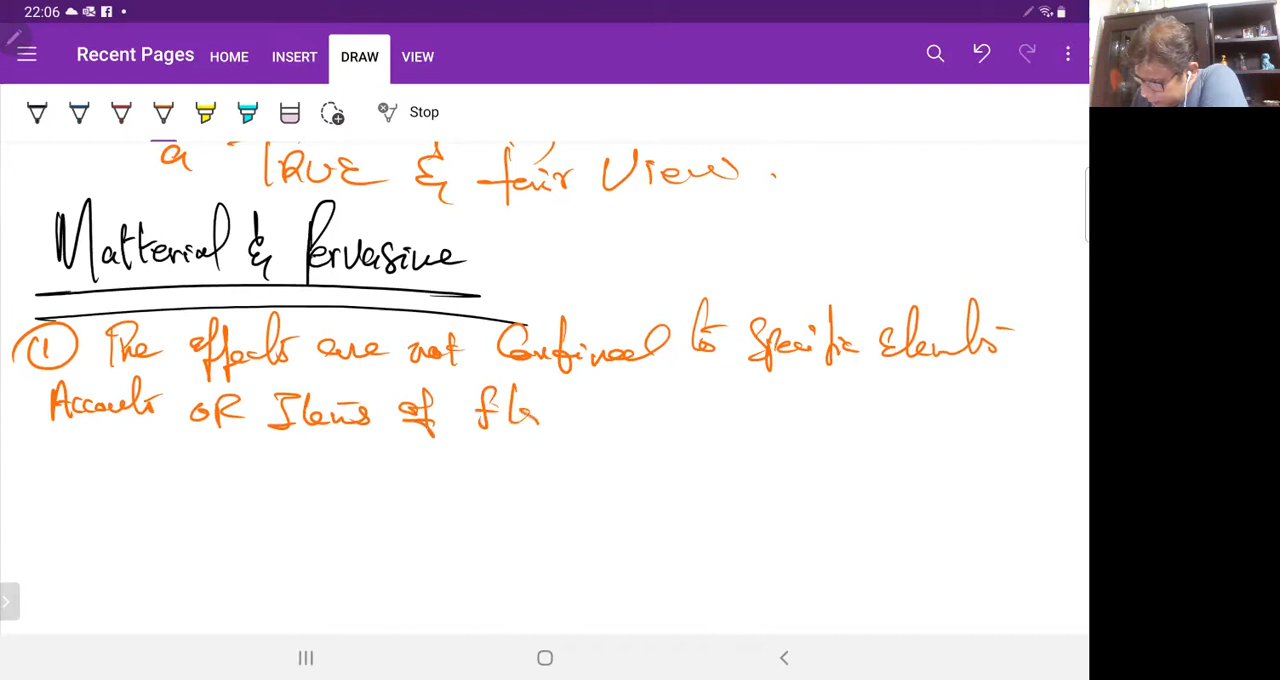 22:06
Recent Pages HOME INSERT DRAW VIEW
Stop
a TRUE & fair View.
Matterial & Pervasive
① The effects are not Confined to Specific Elements
Accounts OR Items of